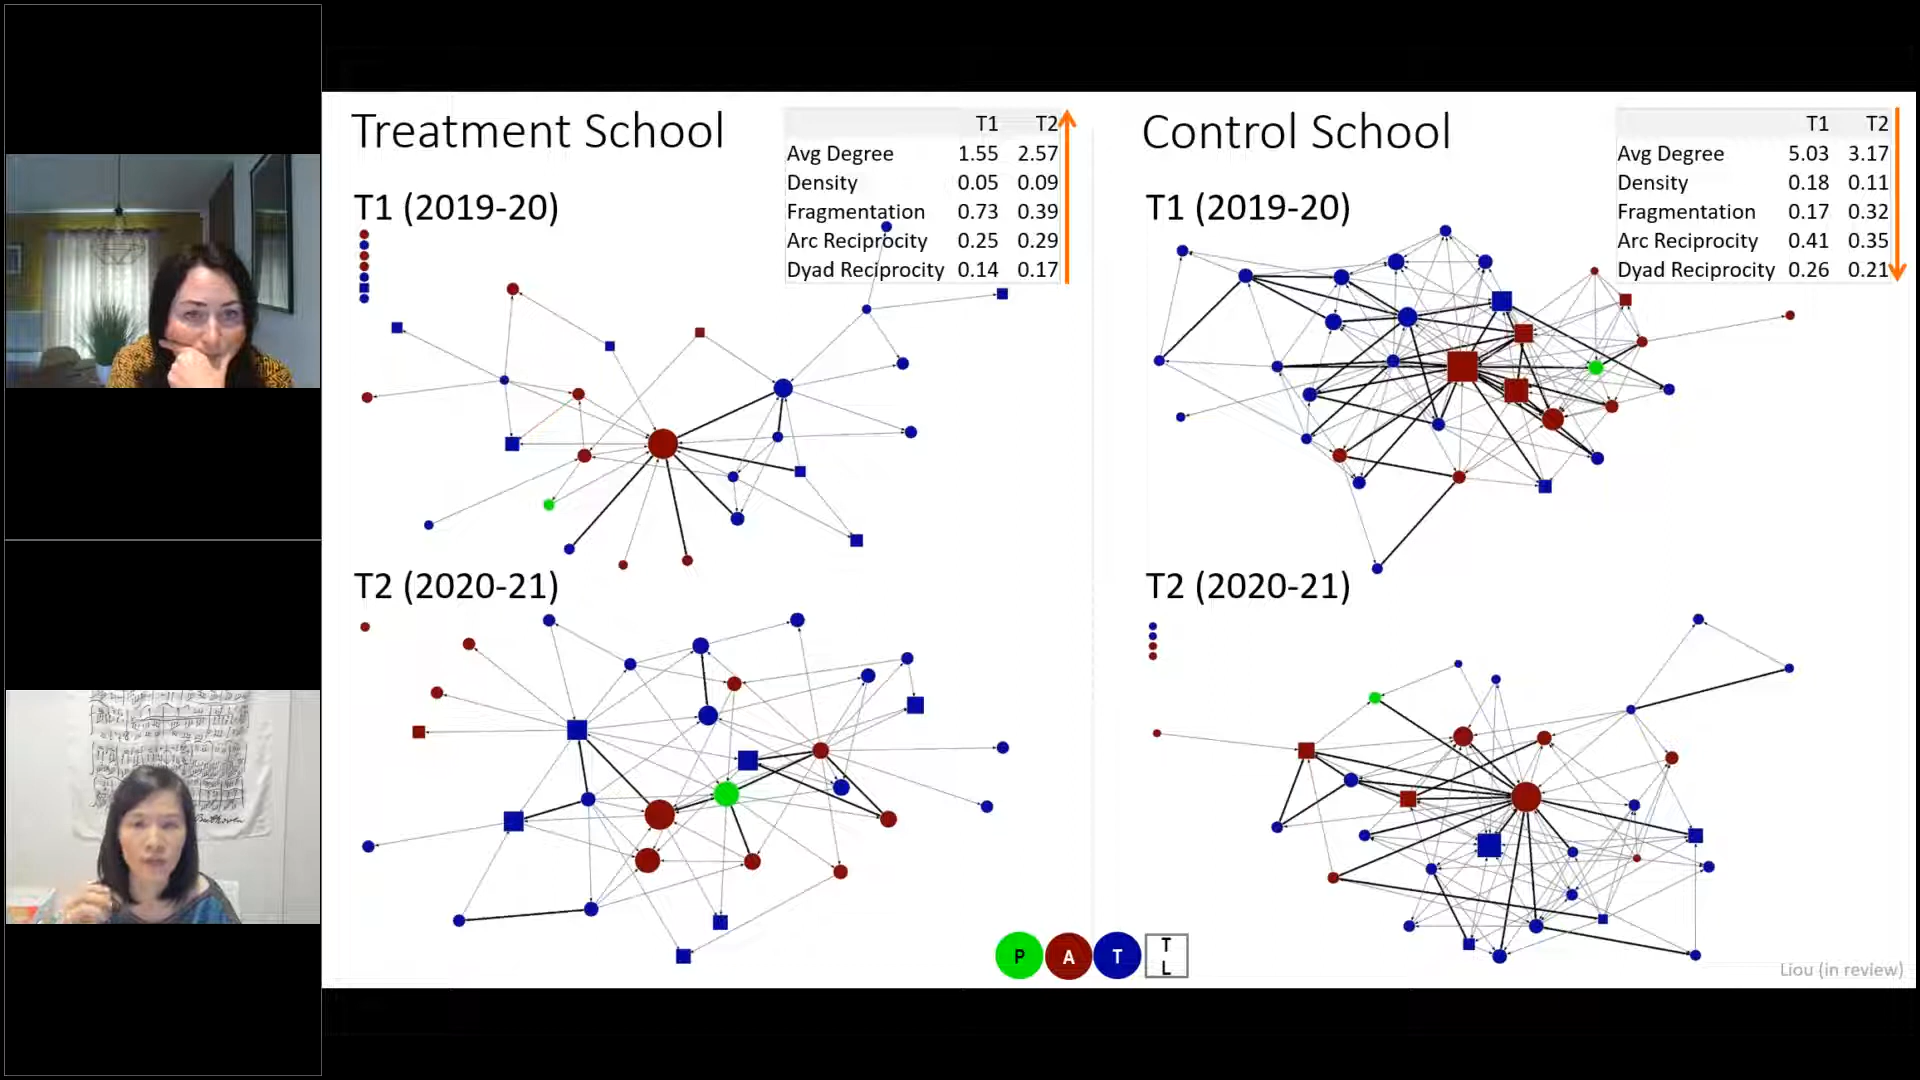 Treatment School
T1 T2
Avg Degree 1.55 2.57
Density 0.05 0.09
Fragmentation 0.73 0.39
Arc Reciprocity 0.25 0.29
Dyad Reciprocity 0.14 0.17
T1 (2019-20)
T2 (2020-21)
Control School
T1 T2
Avg Degree 5.03 3.17
Density 0.18 0.11
Fragmentation 0.17 0.32
Arc Reciprocity 0.41 0.35
Dyad Reciprocity 0.26 0.21
T1 (2019-20)
T2 (2020-21)
P A T T
L
Liou (in review)
Beethoven